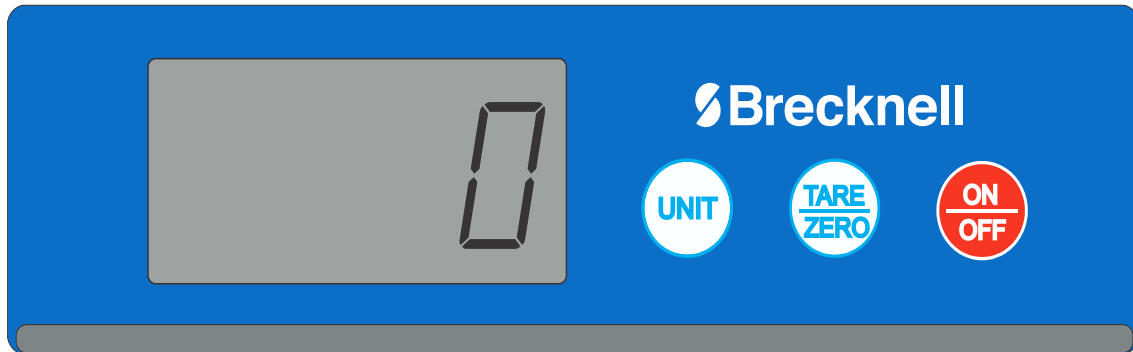 0
Brecknell
UNIT
TARE
ZERO
ON
OFF